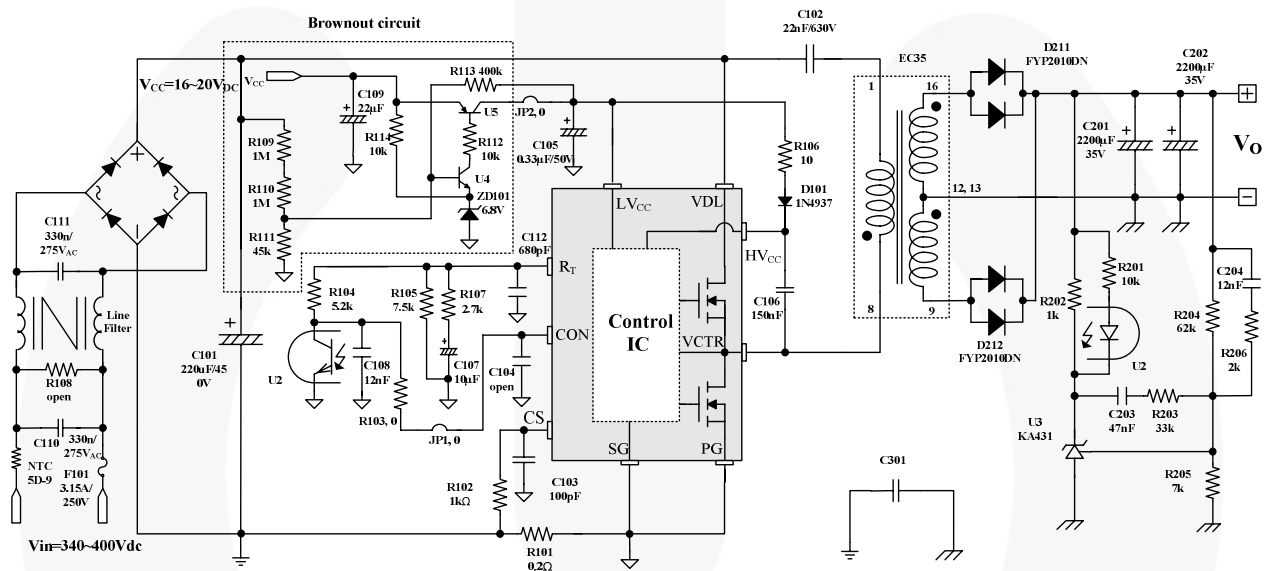 Brownout circuit
C102
22nF/630V
D211
FYP2010DN
C202
2200µF
35V
EC35
VCC=16~20VDC
VCC
C109
22µF
R113 400k
U5
JP2, 0
R114
10k
R112
10k
C105
0.33µF/50V
R109
1M
R110
1M
R111
45k
U4
ZD101
6.8V
R106
10
D101
1N4937
1
16
C201
2200µF
35V
VO
12, 13
C111
330n/
275VAC
C112
680pF
LVCC
VDL
HVCC
RT
CON
Control
IC
VCTR
CS
SG
PG
C106
150nF
8
9
R104
5.2k
R105
7.5k
R107
2.7k
Line
Filter
R108
open
C101
220µF/45
0V
U2
C108
12nF
C107
10µF
C104
open
R103, 0
JP1, 0
D212
FYP2010DN
R202
1k
R201
10k
U2
R204
62k
C204
12nF
R206
2k
C110
330n/
275VAC
NTC
5D-9
F101
3.15A/
250V
R102
1kΩ
C103
100pF
C301
U3
KA431
C203
47nF
R203
33k
R205
7k
Vin=340~400Vdc
R101
0.2Ω